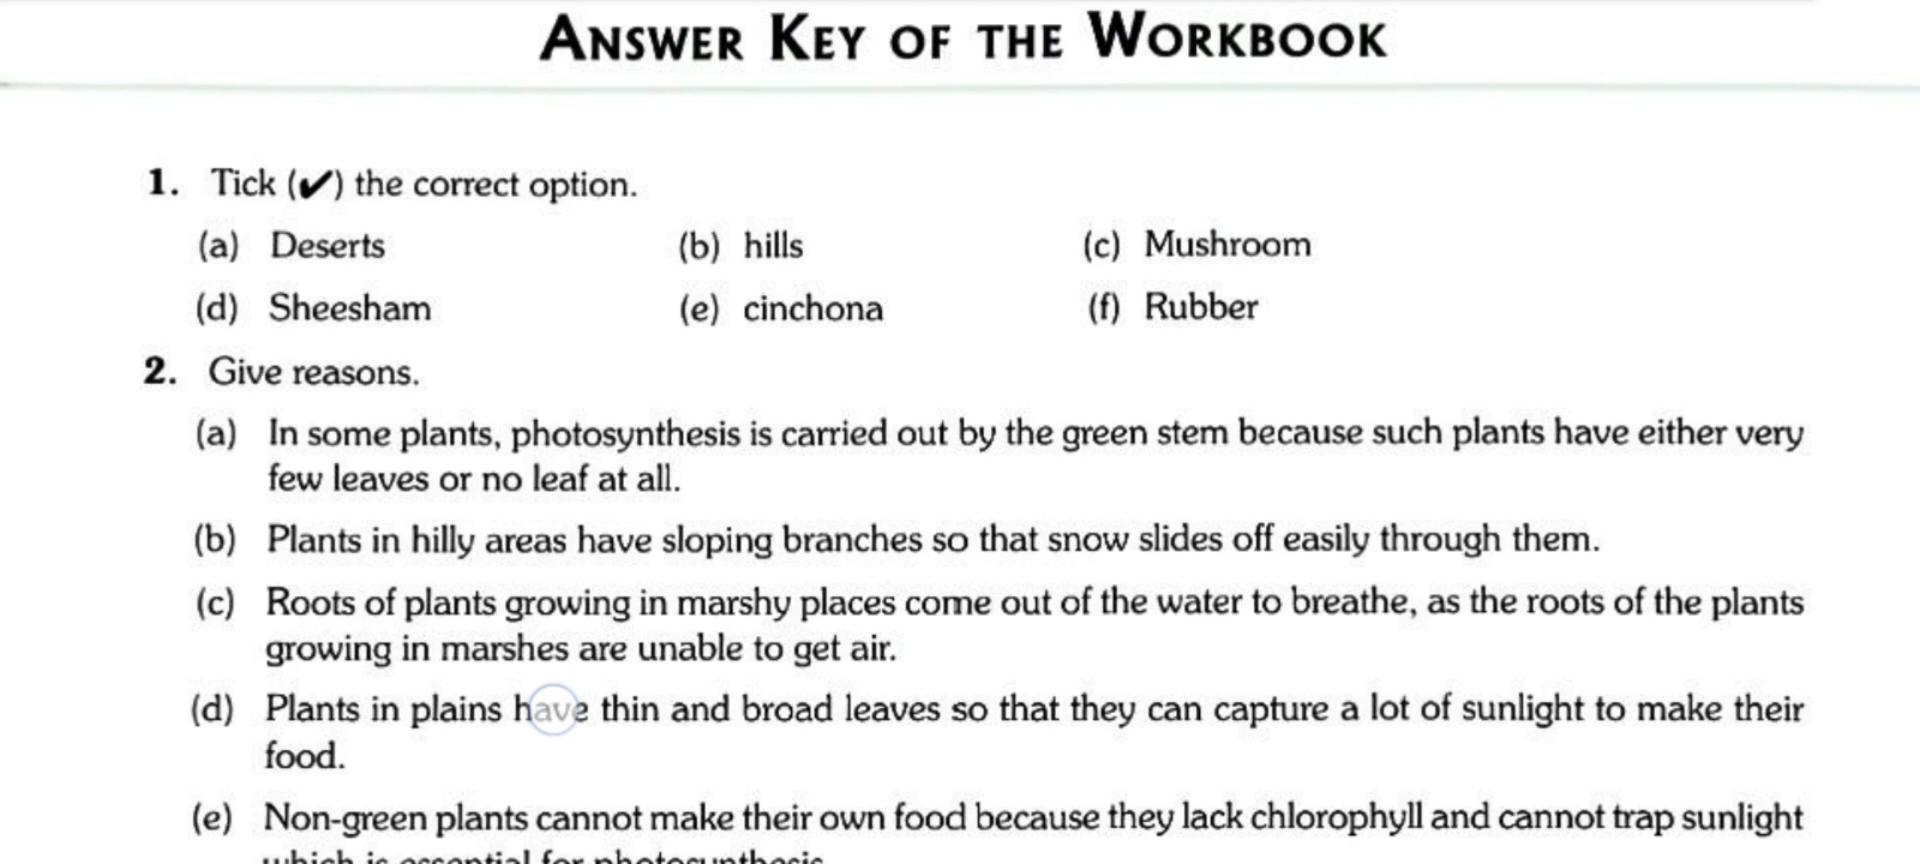 ANSWER KEY OF THE WORKBOOK
1. Tick (✔) the correct option.
(a) Deserts (b) hills (c) Mushroom
(d) Sheesham (e) cinchona (f) Rubber
2. Give reasons.
(a) In some plants, photosynthesis is carried out by the green stem because such plants have either very
few leaves or no leaf at all.
(b) Plants in hilly areas have sloping branches so that snow slides off easily through them.
(c) Roots of plants growing in marshy places come out of the water to breathe, as the roots of the plants
growing in marshes are unable to get air.
(d) Plants in plains have thin and broad leaves so that they can capture a lot of sunlight to make their
food.
(e) Non-green plants cannot make their own food because they lack chlorophyll and cannot trap sunlight
which is essential for photosynthesis.